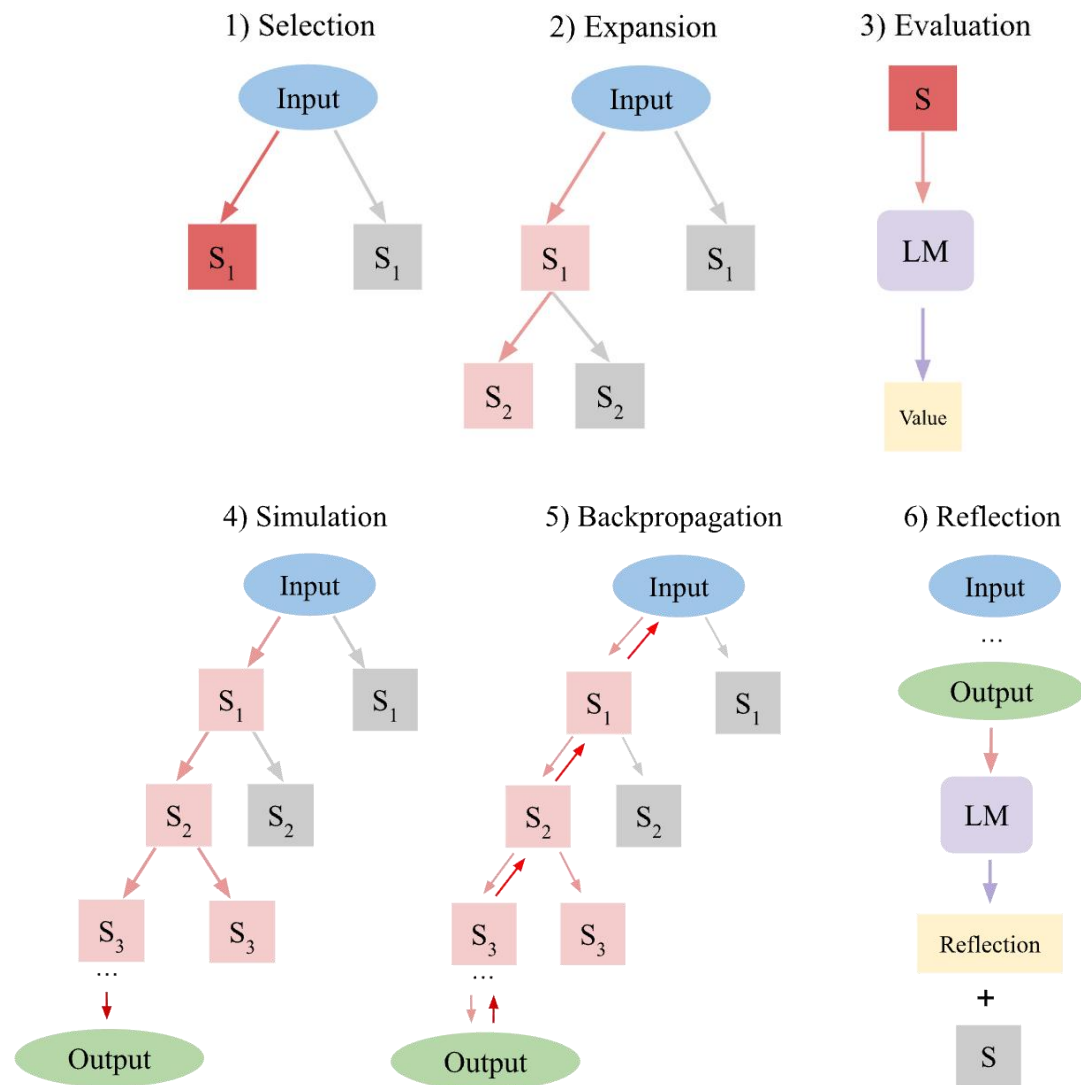 1) Selection
2) Expansion
3) Evaluation
Input
Input
S
S₁
S₁
S₁
S₁
LM
S₂
S₂
Value
4) Simulation
5) Backpropagation
6) Reflection
Input
Input
Input
...
S₁
S₁
S₁
S₁
Output
S₂
S₂
S₂
S₂
LM
S₃
S₃
S₃
S₃
Reflection
...
...
+
Output
Output
S